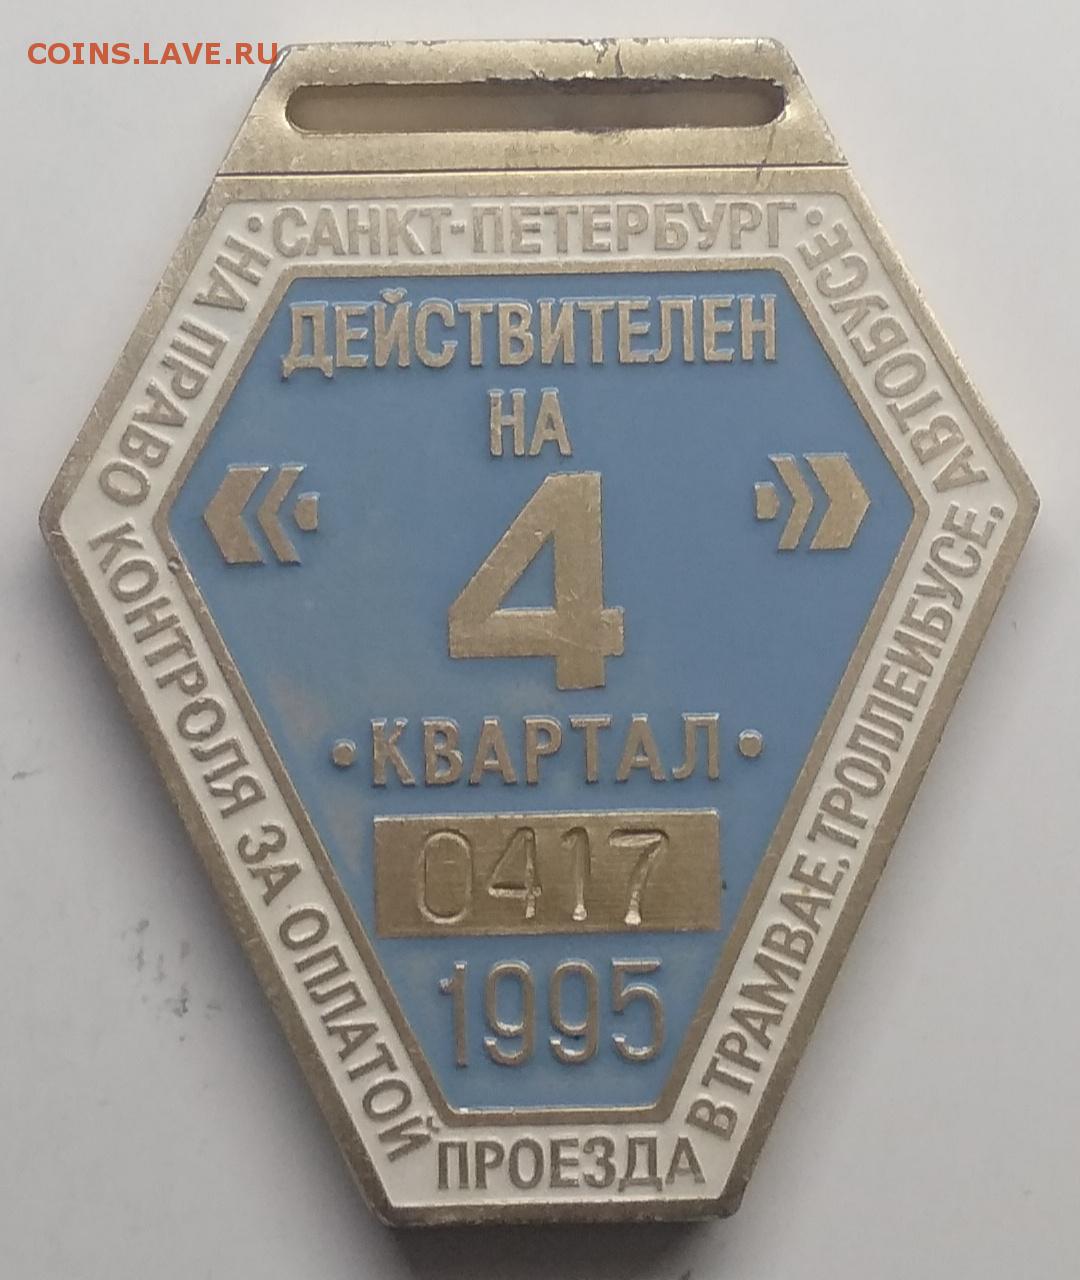 COINS.LAVE.RU
• САНКТ-ПЕТЕРБУРГ •
НА ПРАВО КОНТРОЛЯ ЗА ОПЛАТОЙ ПРОЕЗДА В ТРАМВАЕ, ТРОЛЛЕЙБУСЕ, АВТОБУСЕ
ДЕЙСТВИТЕЛЕН
НА
4
• КВАРТАЛ •
0417
1995